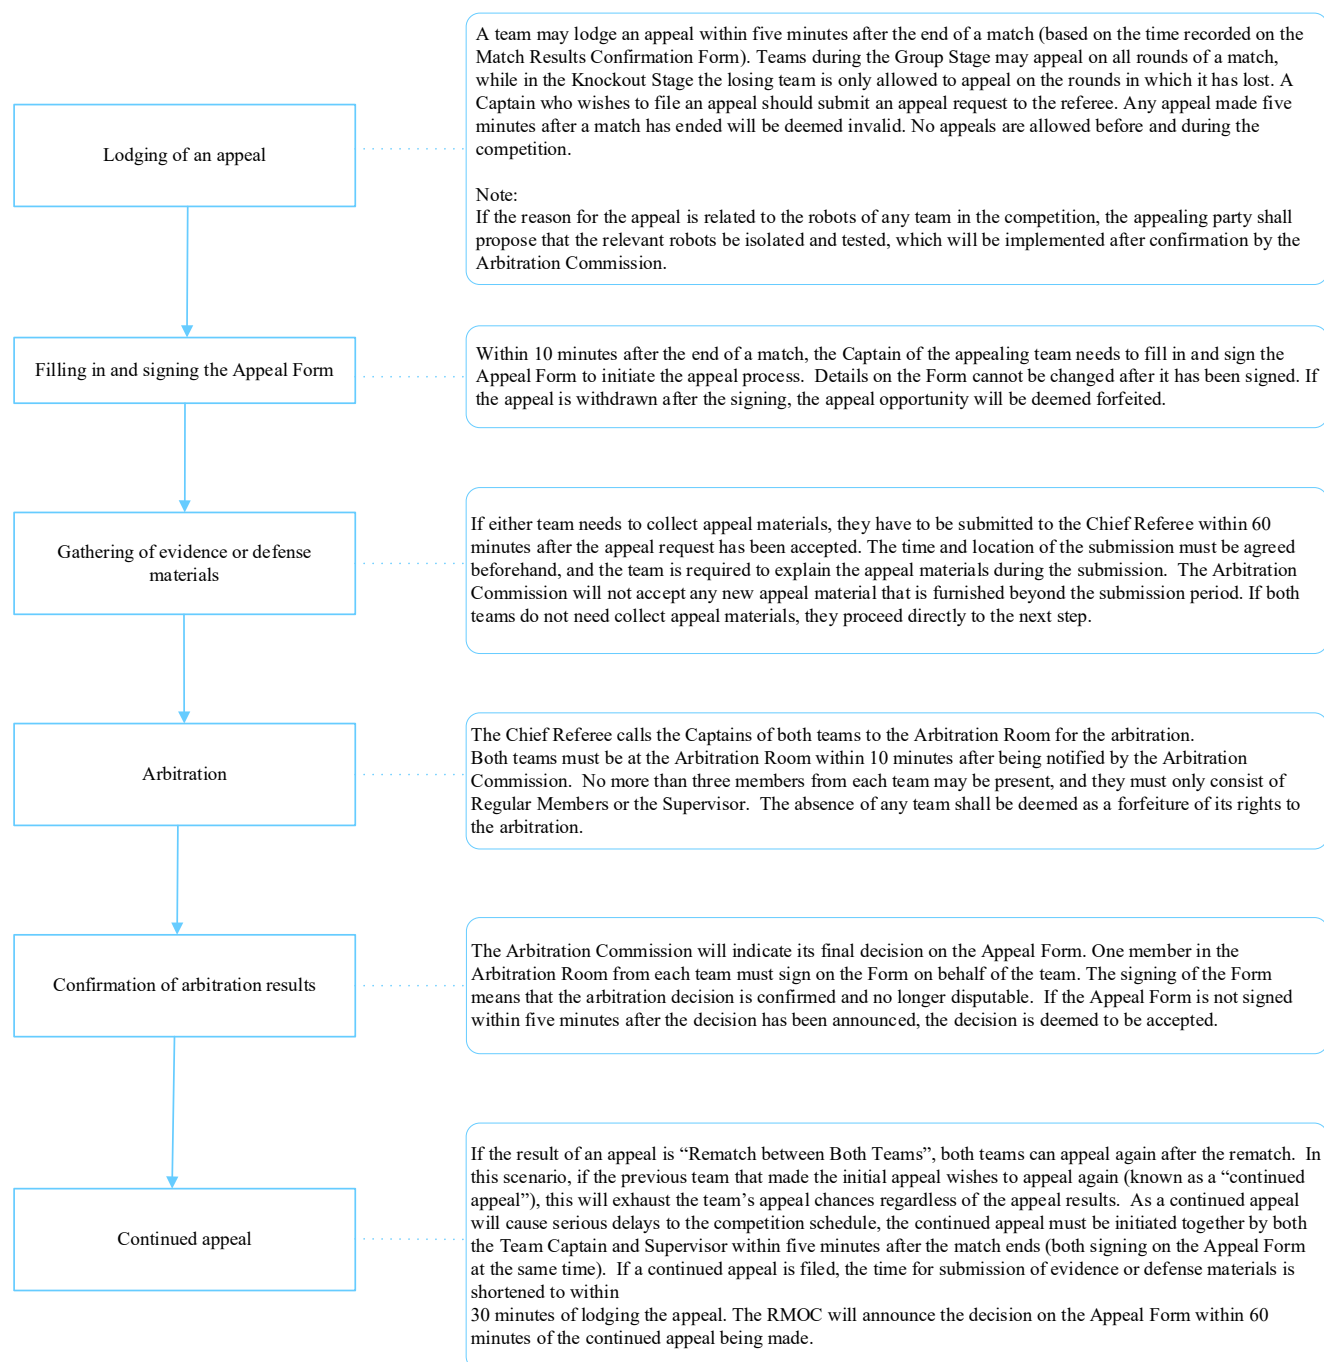 Lodging of an appeal
A team may lodge an appeal within five minutes after the end of a match (based on the time recorded on the
Match Results Confirmation Form). Teams during the Group Stage may appeal on all rounds of a match,
while in the Knockout Stage the losing team is only allowed to appeal on the rounds in which it has lost. A
Captain who wishes to file an appeal should submit an appeal request to the referee. Any appeal made five
minutes after a match has ended will be deemed invalid. No appeals are allowed before and during the
competition.
Note:
If the reason for the appeal is related to the robots of any team in the competition, the appealing party shall
propose that the relevant robots be isolated and tested, which will be implemented after confirmation by the
Arbitration Commission.
Filling in and signing the Appeal Form
Within 10 minutes after the end of a match, the Captain of the appealing team needs to fill in and sign the
Appeal Form to initiate the appeal process. Details on the Form cannot be changed after it has been signed. If
the appeal is withdrawn after the signing, the appeal opportunity will be deemed forfeited.
Gathering of evidence or defense
materials
If either team needs to collect appeal materials, they have to be submitted to the Chief Referee within 60
minutes after the appeal request has been accepted. The time and location of the submission must be agreed
beforehand, and the team is required to explain the appeal materials during the submission. The Arbitration
Commission will not accept any new appeal material that is furnished beyond the submission period. If both
teams do not need collect appeal materials, they proceed directly to the next step.
Arbitration
The Chief Referee calls the Captains of both teams to the Arbitration Room for the arbitration.
Both teams must be at the Arbitration Room within 10 minutes after being notified by the Arbitration
Commission. No more than three members from each team may be present, and they must only consist of
Regular Members or the Supervisor. The absence of any team shall be deemed as a forfeiture of its rights to
the arbitration.
Confirmation of arbitration results
The Arbitration Commission will indicate its final decision on the Appeal Form. One member in the
Arbitration Room from each team must sign on the Form on behalf of the team. The signing of the Form
means that the arbitration decision is confirmed and no longer disputable. If the Appeal Form is not signed
within five minutes after the decision has been announced, the decision is deemed to be accepted.
Continued appeal
If the result of an appeal is “Rematch between Both Teams”, both teams can appeal again after the rematch. In
this scenario, if the previous team that made the initial appeal wishes to appeal again (known as a “continued
appeal”), this will exhaust the team’s appeal chances regardless of the appeal results. As a continued appeal
will cause serious delays to the competition schedule, the continued appeal must be initiated together by both
the Team Captain and Supervisor within five minutes after the match ends (both signing on the Appeal Form
at the same time). If a continued appeal is filed, the time for submission of evidence or defense materials is
shortened to within
30 minutes of lodging the appeal. The RMOC will announce the decision on the Appeal Form within 60
minutes of the continued appeal being made.